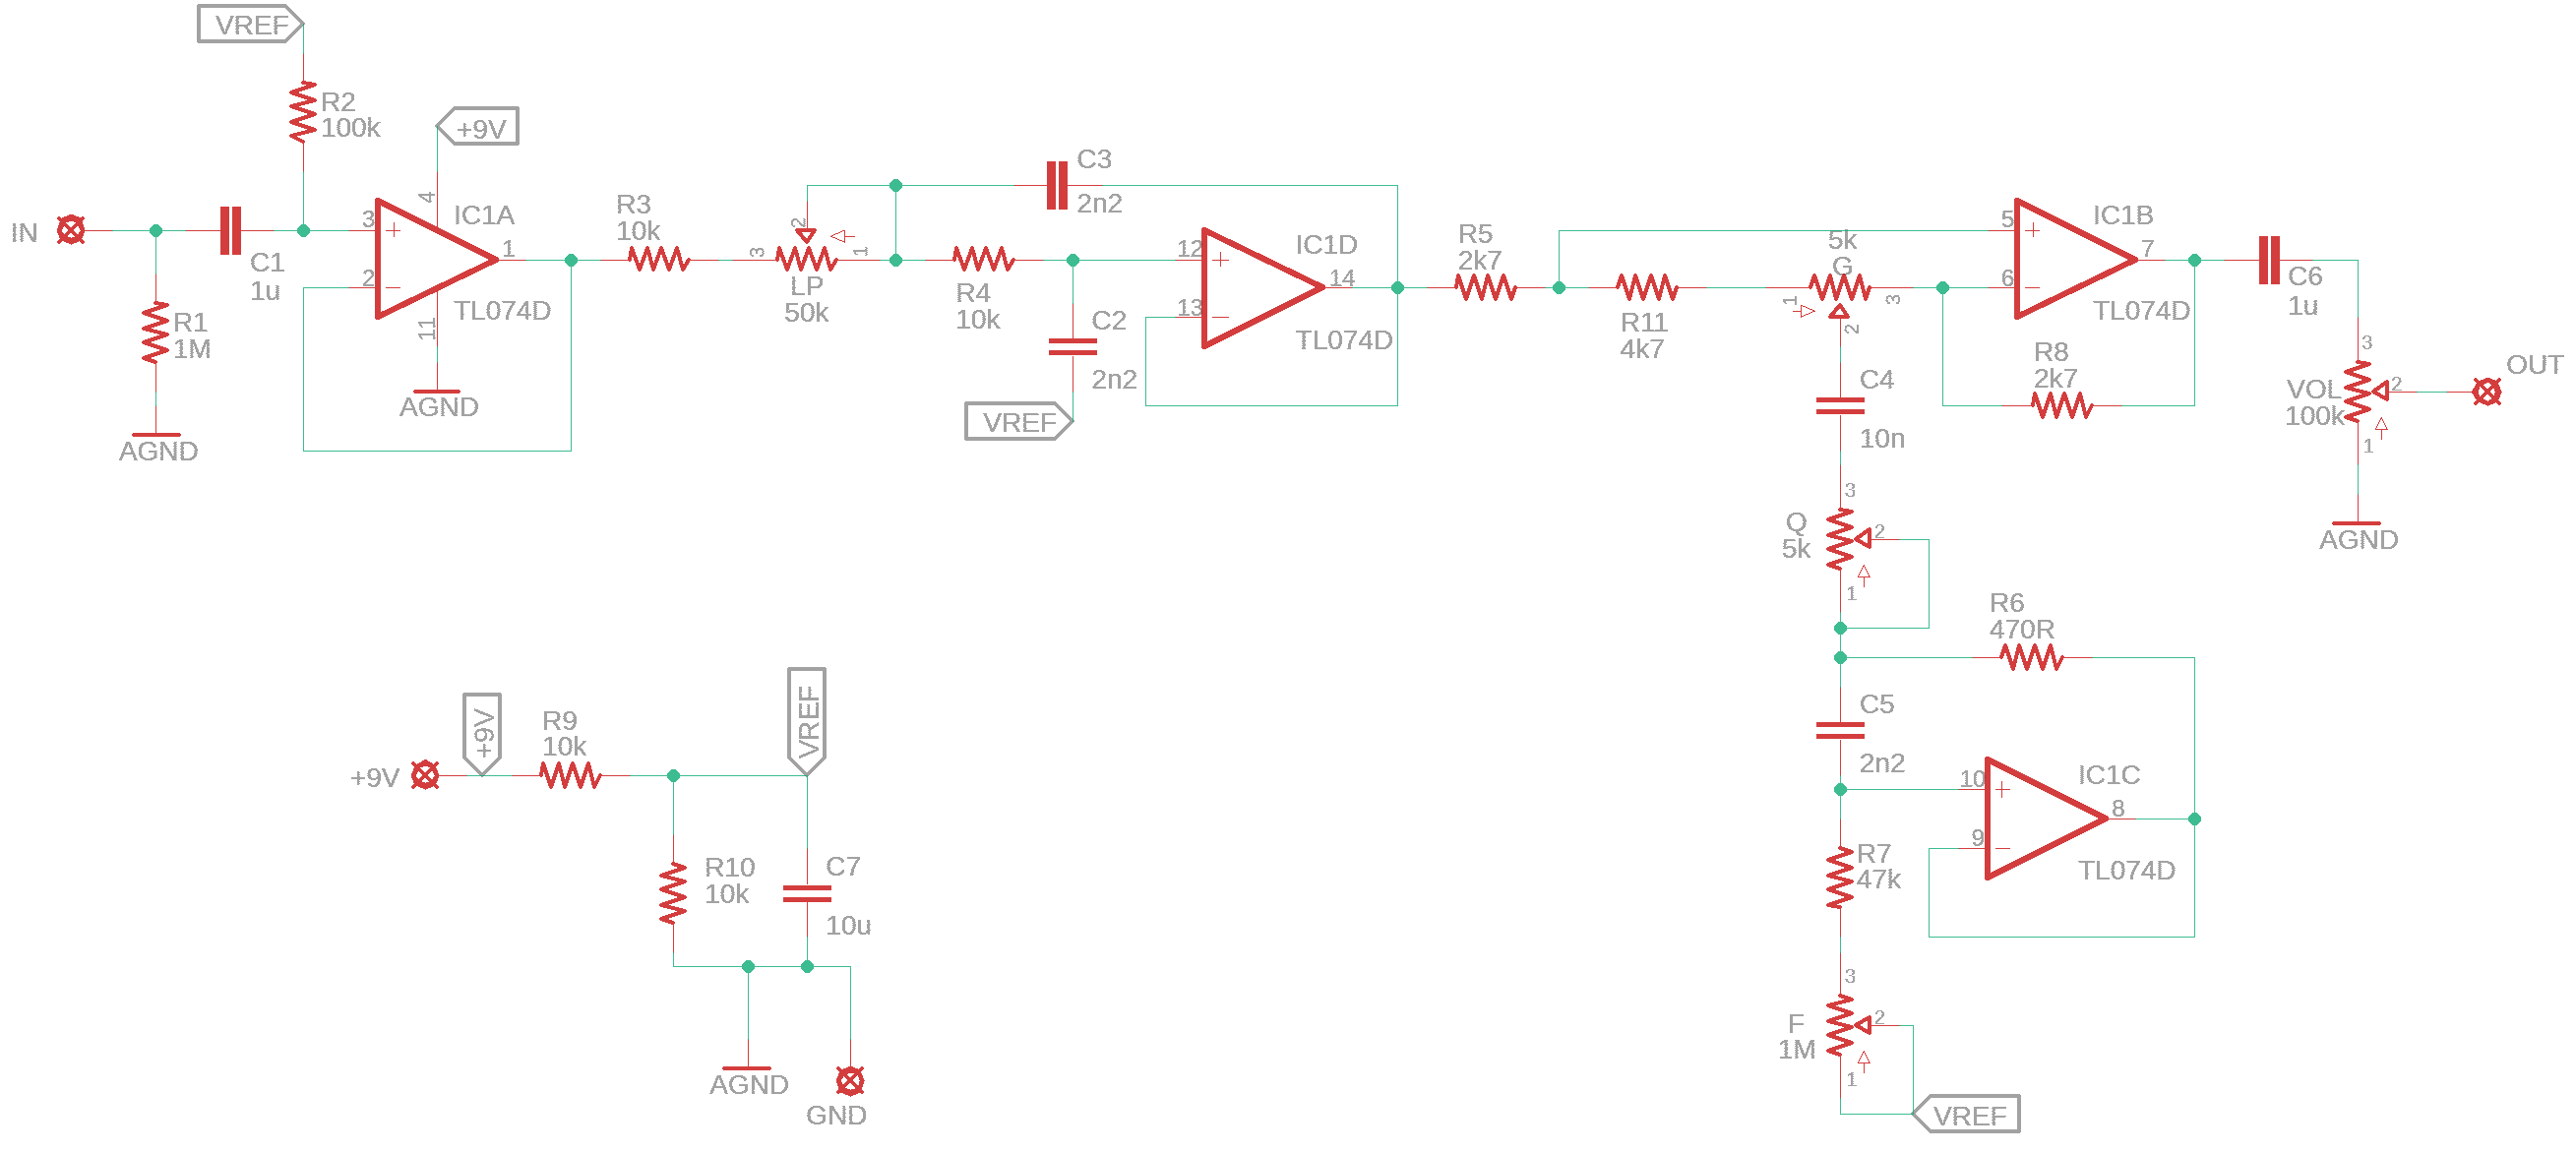 VREF
R2
100k
+9V
4
IN
C1
1u
3
2
IC1A
1
TL074D
11
AGND
R1
1M
AGND
R3
10k
3
2
1
LP
50k
C3
2n2
R4
10k
C2
2n2
VREF
12
13
IC1D
14
TL074D
R5
2k7
R11
4k7
5k
G
1
2
3
5
6
IC1B
7
TL074D
R8
2k7
C6
1u
3
VOL
100k
2
1
OUT
AGND
C4
10n
3
Q
5k
2
1
R6
470R
C5
2n2
10
9
IC1C
8
TL074D
R7
47k
3
F
1M
2
1
VREF
+9V
+9V
R9
10k
VREF
R10
10k
C7
10u
AGND
GND